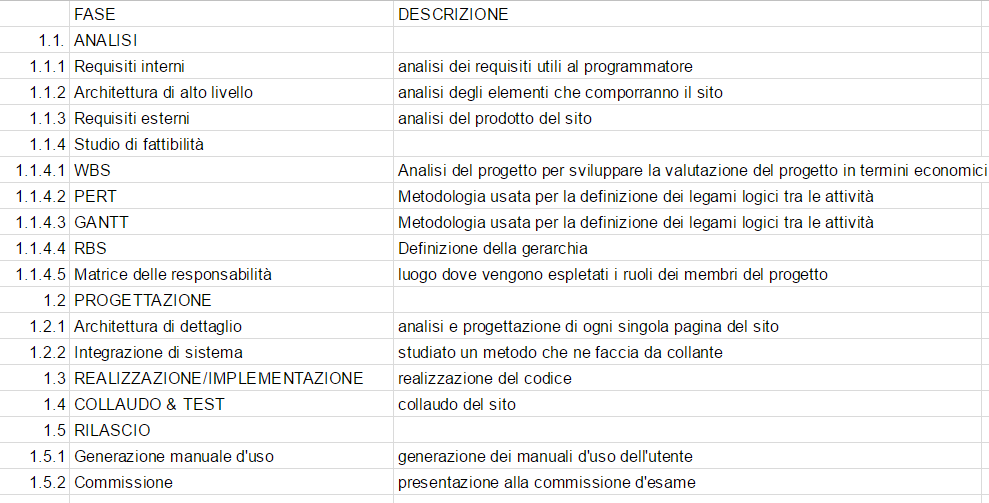 FASE DESCRIZIONE
1.1. ANALISI
1.1.1 Requisiti interni analisi dei requisiti utili al programmatore
1.1.2 Architettura di alto livello analisi degli elementi che comporranno il sito
1.1.3 Requisiti esterni analisi del prodotto del sito
1.1.4 Studio di fattibilità
1.1.4.1 WBS Analisi del progetto per sviluppare la valutazione del progetto in termini economici
1.1.4.2 PERT Metodologia usata per la definizione dei legami logici tra le attività
1.1.4.3 GANTT Metodologia usata per la definizione dei legami logici tra le attività
1.1.4.4 RBS Definizione della gerarchia
1.1.4.5 Matrice delle responsabilità luogo dove vengono espletati i ruoli dei membri del progetto
1.2 PROGETTAZIONE
1.2.1 Architettura di dettaglio analisi e progettazione di ogni singola pagina del sito
1.2.2 Integrazione di sistema studiato un metodo che ne faccia da collante
1.3 REALIZZAZIONE/IMPLEMENTAZIONE realizzazione del codice
1.4 COLLAUDO & TEST collaudo del sito
1.5 RILASCIO
1.5.1 Generazione manuale d'uso generazione dei manuali d'uso dell'utente
1.5.2 Commissione presentazione alla commissione d'esame